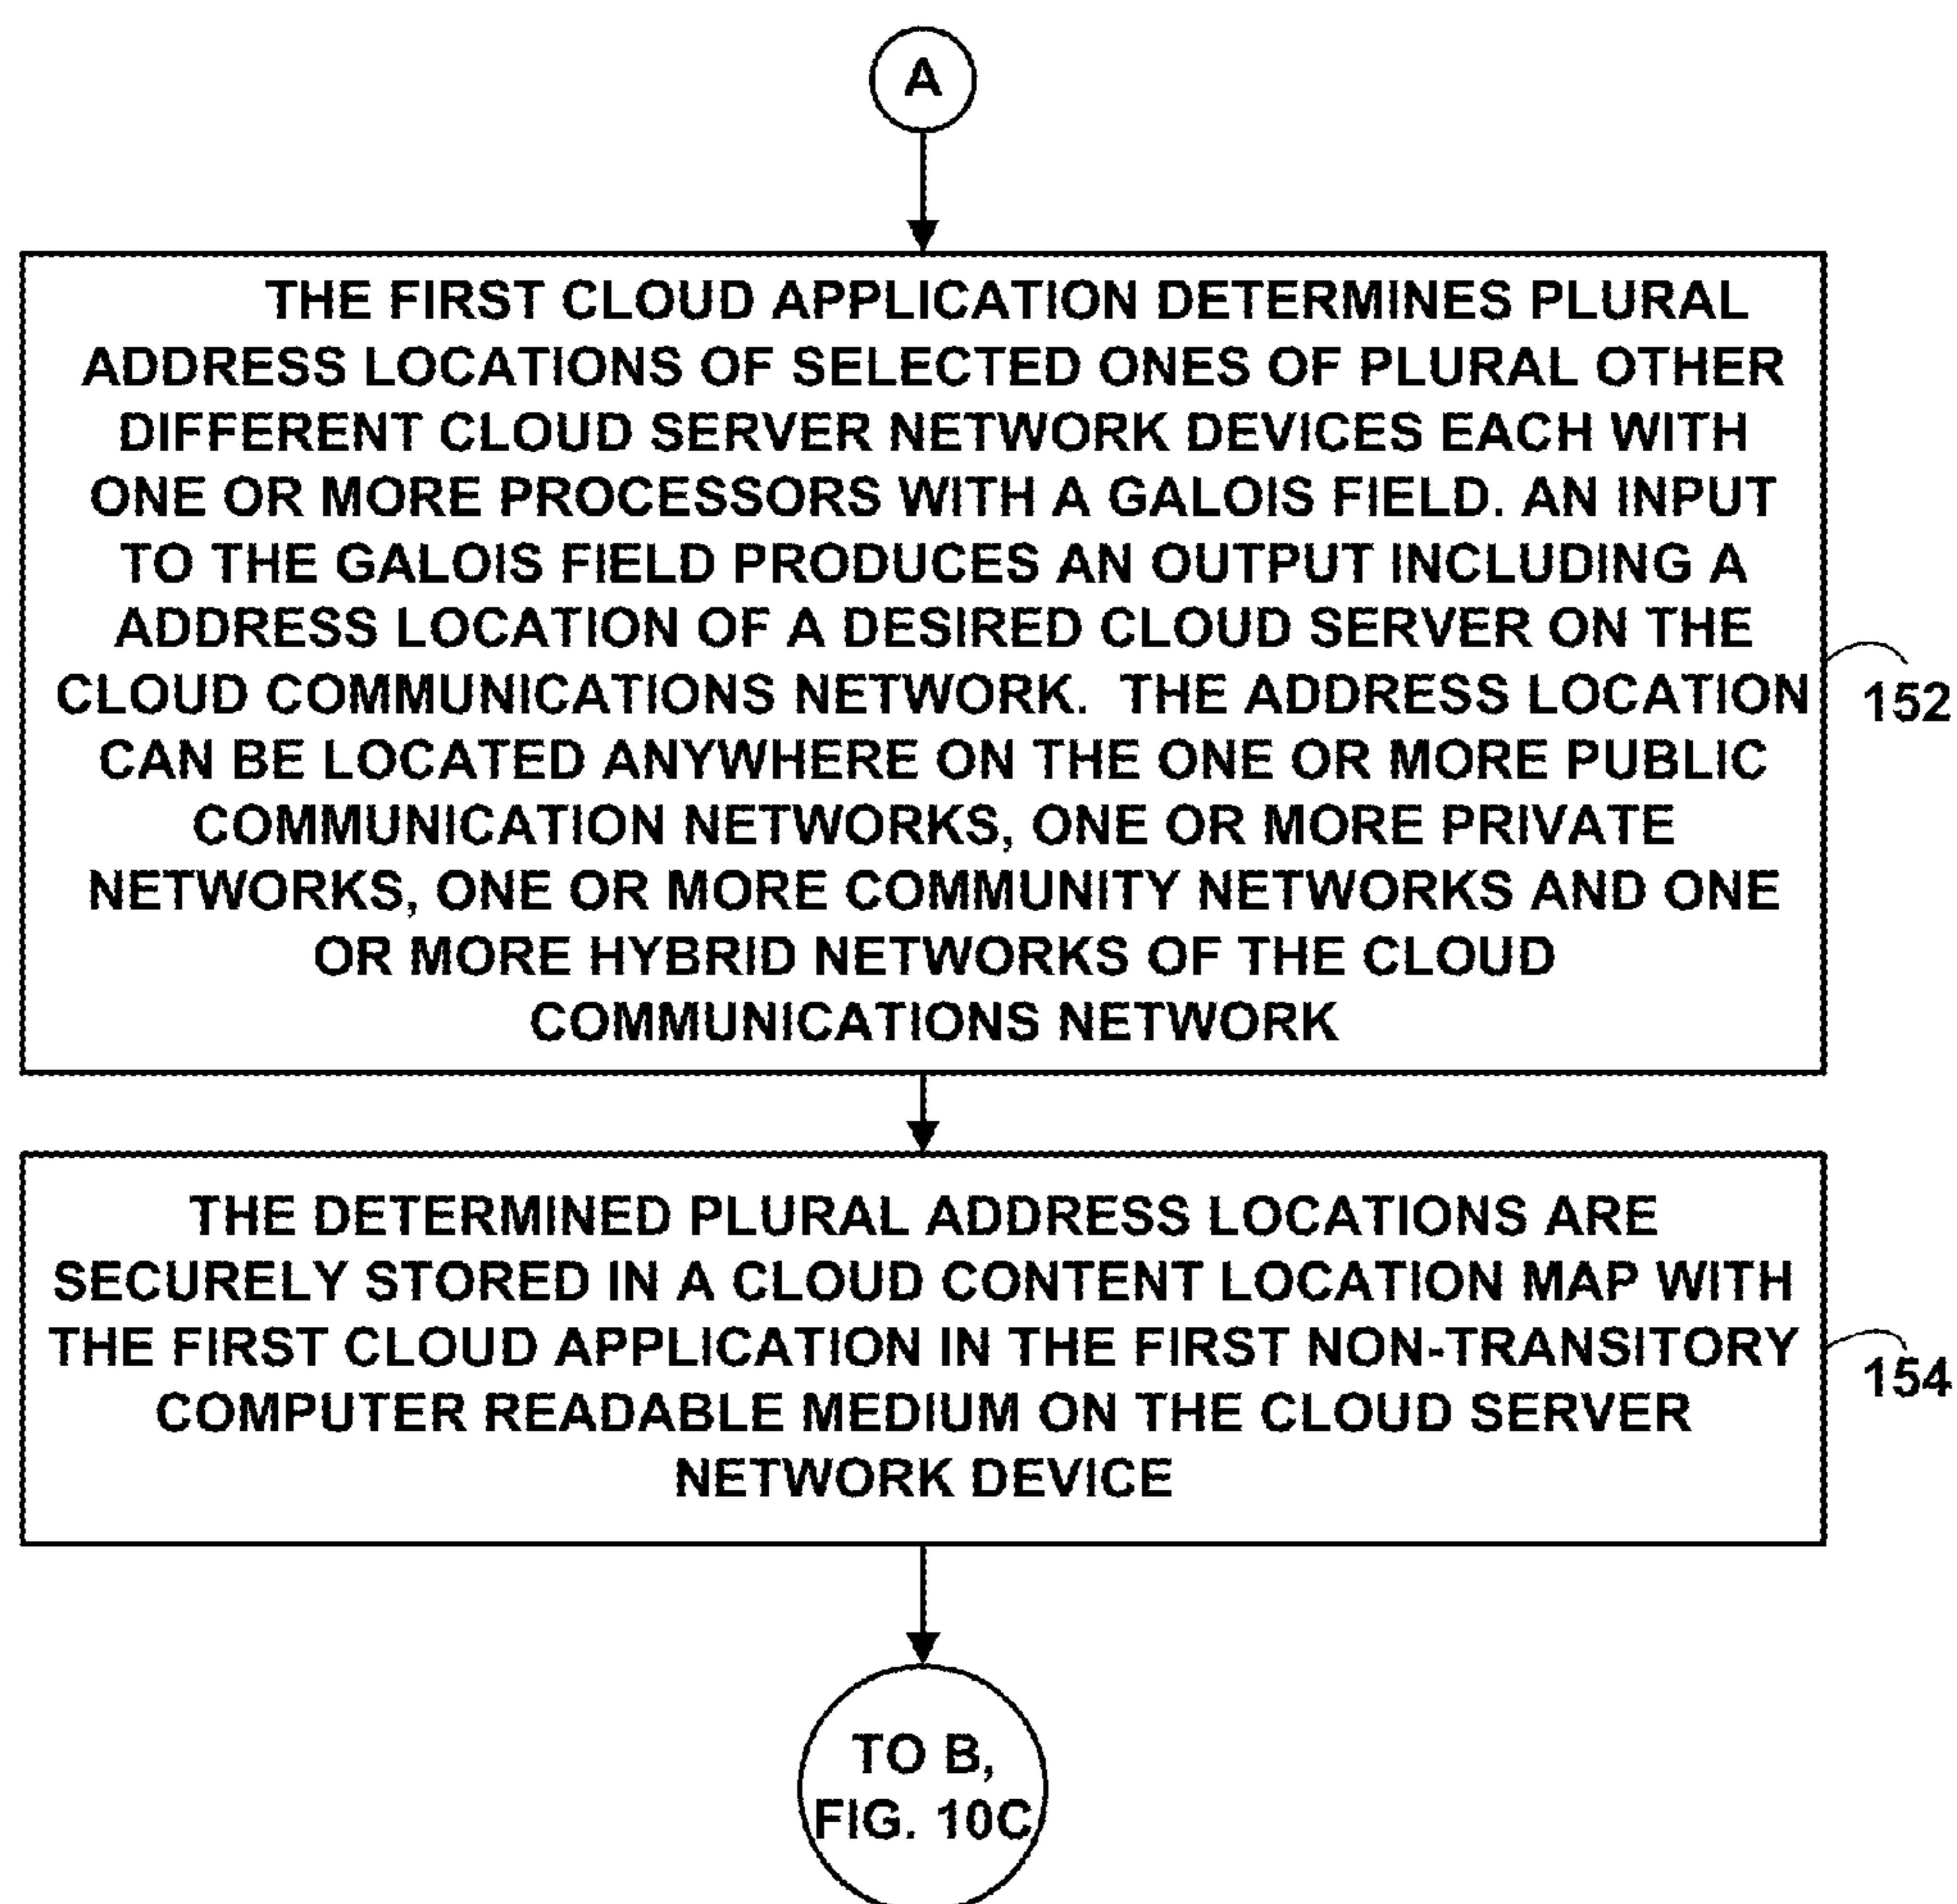 A
THE FIRST CLOUD APPLICATION DETERMINES PLURAL
ADDRESS LOCATIONS OF SELECTED ONES OF PLURAL OTHER
DIFFERENT CLOUD SERVER NETWORK DEVICES EACH WITH
ONE OR MORE PROCESSORS WITH A GALOIS FIELD. AN INPUT
TO THE GALOIS FIELD PRODUCES AN OUTPUT INCLUDING A
ADDRESS LOCATION OF A DESIRED CLOUD SERVER ON THE
CLOUD COMMUNICATIONS NETWORK. THE ADDRESS LOCATION
CAN BE LOCATED ANYWHERE ON THE ONE OR MORE PUBLIC
COMMUNICATION NETWORKS, ONE OR MORE PRIVATE
NETWORKS, ONE OR MORE COMMUNITY NETWORKS AND ONE
OR MORE HYBRID NETWORKS OF THE CLOUD
COMMUNICATIONS NETWORK
152
THE DETERMINED PLURAL ADDRESS LOCATIONS ARE
SECURELY STORED IN A CLOUD CONTENT LOCATION MAP WITH
THE FIRST CLOUD APPLICATION IN THE FIRST NON-TRANSITORY
COMPUTER READABLE MEDIUM ON THE CLOUD SERVER
NETWORK DEVICE
154
TO B,
FIG. 10C